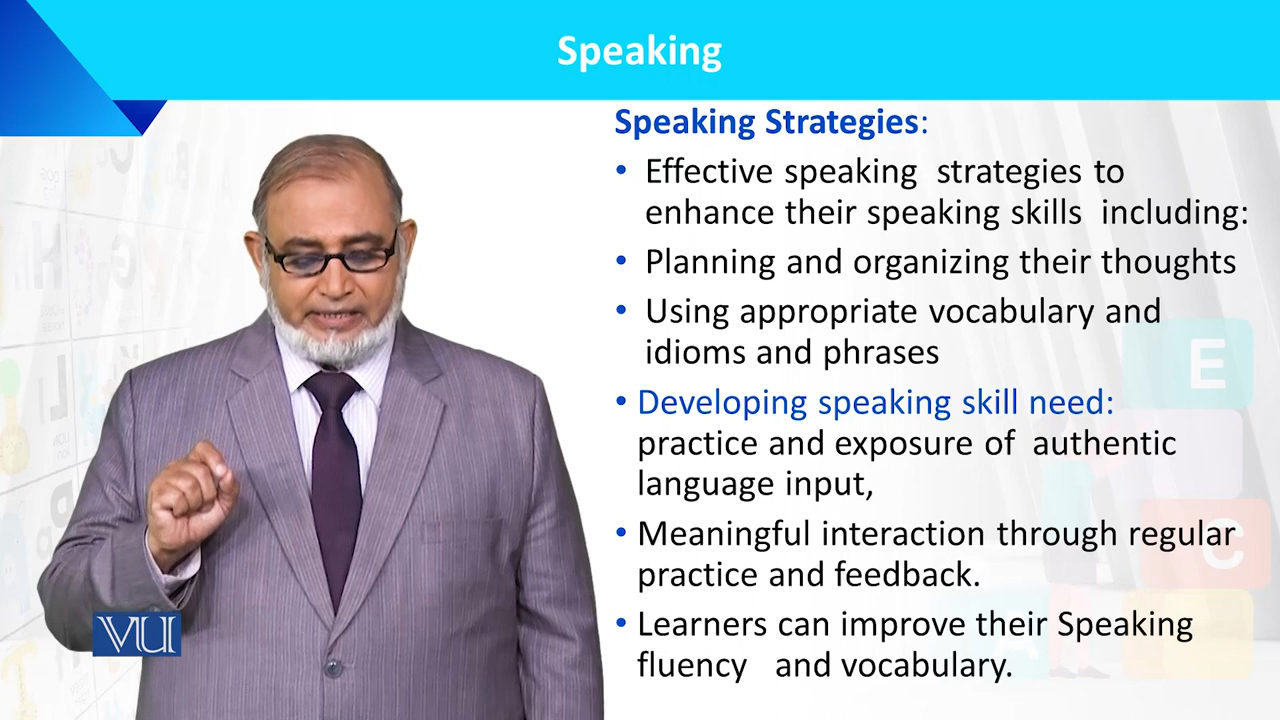 Speaking
Speaking Strategies:
• Effective speaking strategies to
enhance their speaking skills including:
• Planning and organizing their thoughts
• Using appropriate vocabulary and
idioms and phrases
• Developing speaking skill need:
practice and exposure of authentic
language input,
• Meaningful interaction through regular
practice and feedback.
• Learners can improve their Speaking
fluency and vocabulary.
VU
E
C
A